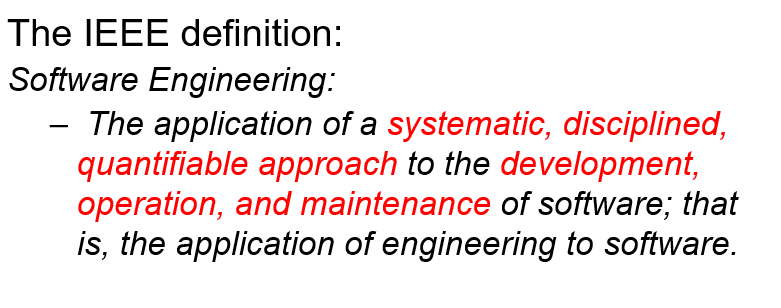 The IEEE definition:
Software Engineering:
– The application of a systematic, disciplined,
quantifiable approach to the development,
operation, and maintenance of software; that
is, the application of engineering to software.